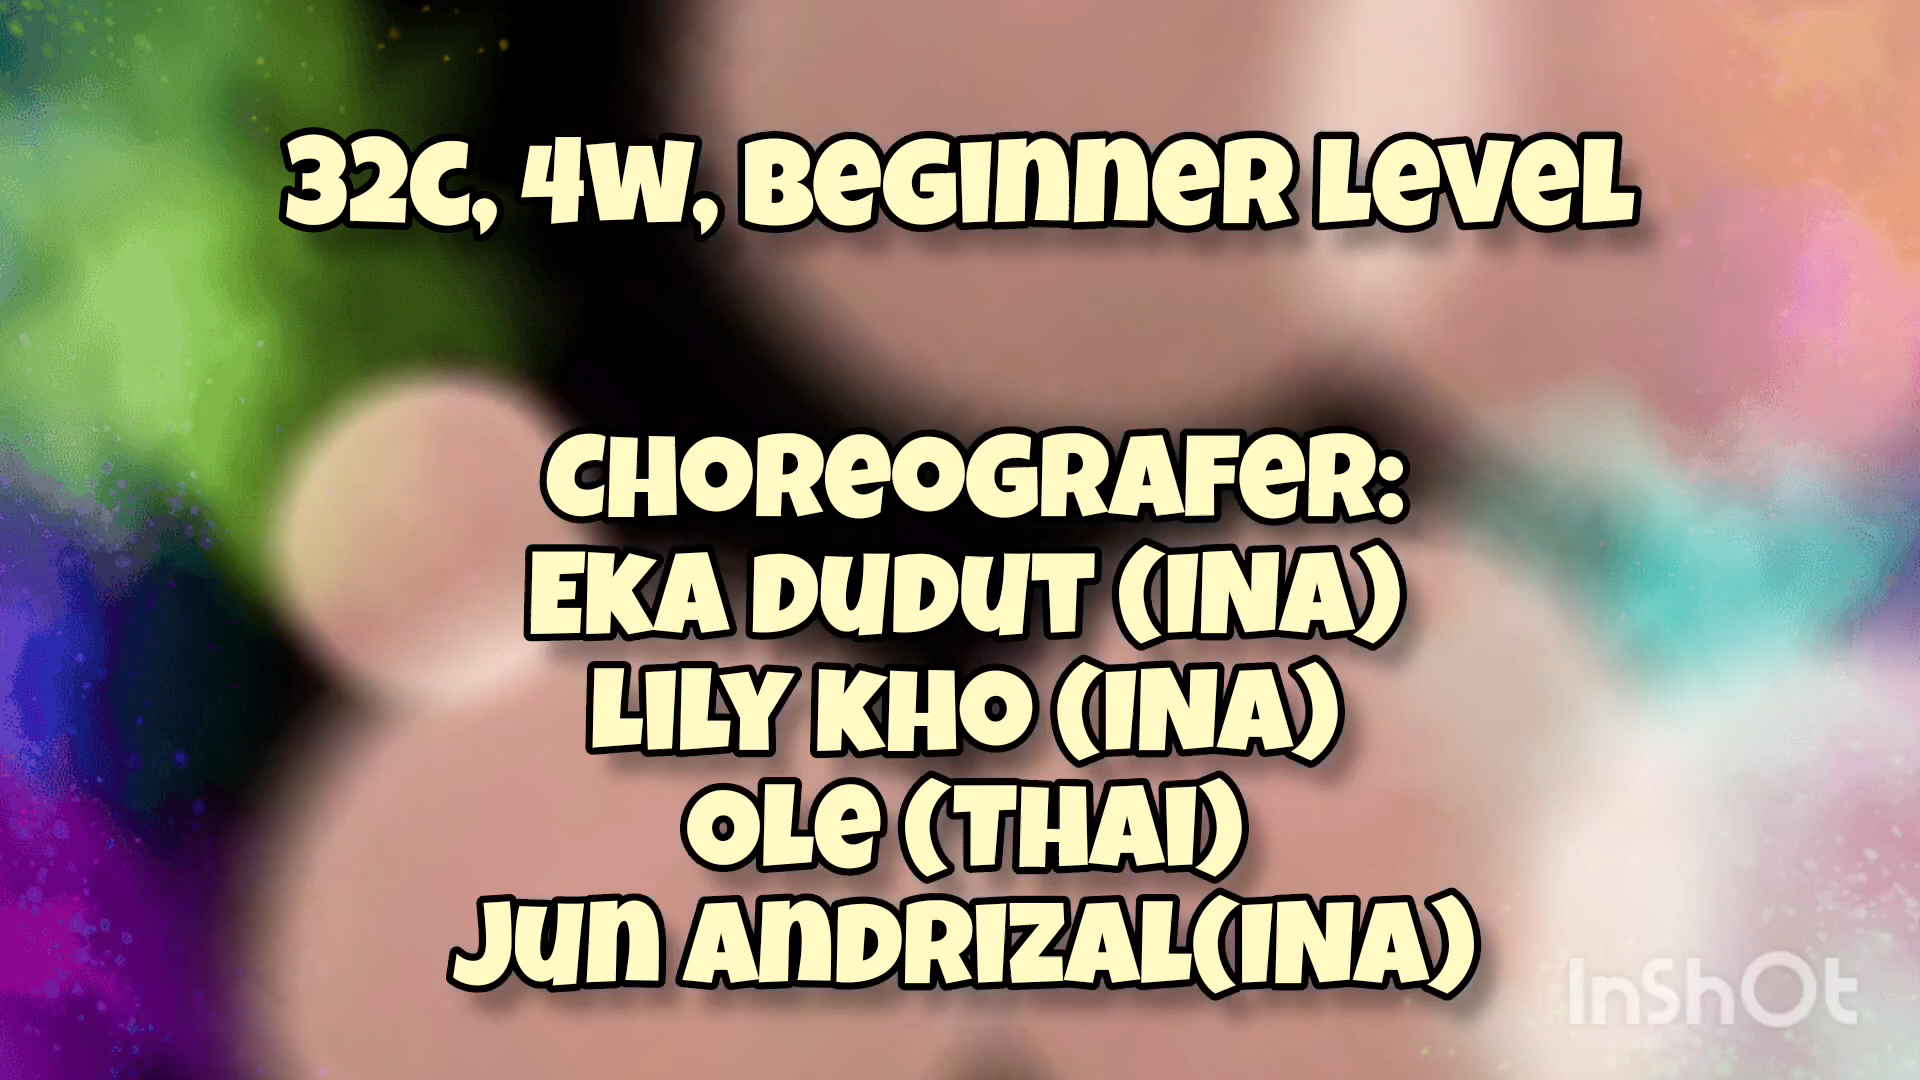 32c, 4w, Beginner Level
Choreografer:
Eka Dudut (INA)
Lily Kho (INA)
Ole (Thai)
Jun Andrizal(INA)
InShOt